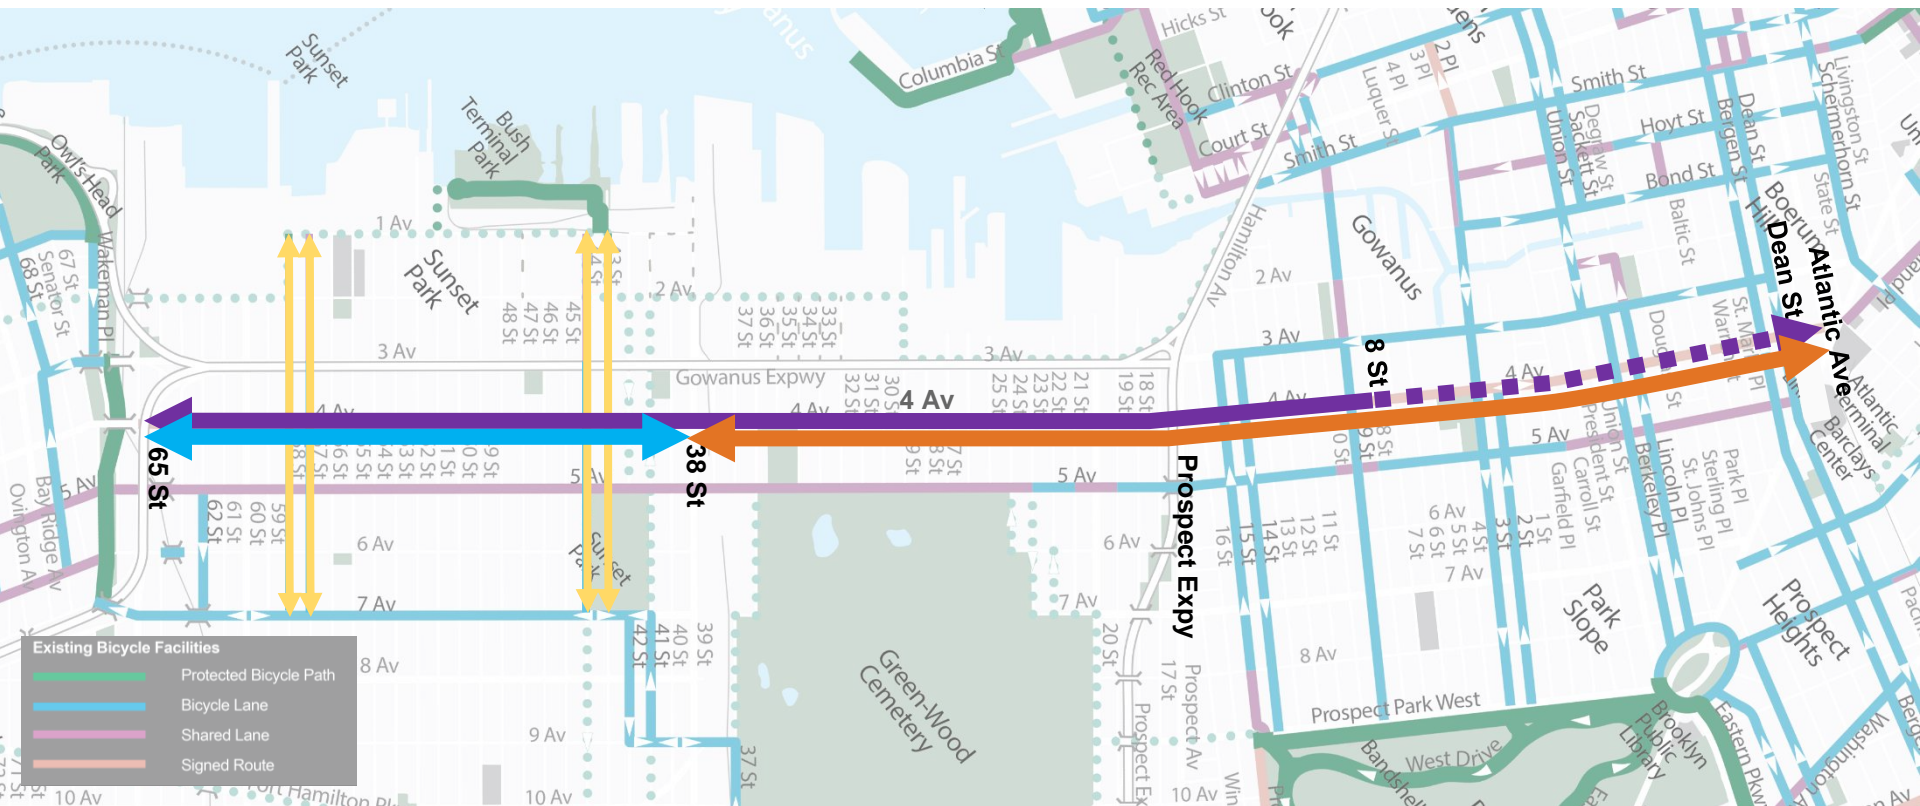 Sunset
Park
anus
Hicks St
ook
ens
Columbia St
Red Hook
Rec Area
Clinton St
Court St
Smith St
Luquer St
4 Pl
3 Pl
2 Pl
Smith St
Hoyt St
Bond St
Union St
Sackett St
Degraw St
Baltic St
Bergen St
Dean St
Livingston St
Schermerhorn St
State St
Boerum
Hill
Dean St
Atlantic Ave
Bush
Terminal
Park
Owl's Head
Park
Wakeman Pl
67 St
Senator St
68 St
1 Av
Sunset
Park
2 Av
48 St
47 St
46 St
45 St
37 St
36 St
35 St
34 St
33 St
3 Av
3 Av
Gowanus Expwy
32 St
31 St
30 St
25 St
24 St
23 St
22 St
21 St
19 St
18 St
Hamilton Av
Gowanus
2 Av
3 Av
8 St
4 Av
4 Av
4 Av
4 Av
4 Av
65 St
38 St
Prospect Expy
5 Av
5 Av
5 Av
5 Av
Bay Ridge Av
Ovington Av
62 St
61 St
60 St
59 St
6 Av
Sunset
Park
7 Av
42 St
41 St
40 St
39 St
8 Av
9 Av
10 Av
37 St
Green-Wood
Cemetery
6 Av
7 Av
20 St
17 St
Prospect Av
10 Av
16 St
15 St
14 St
13 St
12 St
11 St
8 Av
6 Av
7 St
6 St
5 St
4 St
3 St
2 St
1 St
7 Av
Garfield Pl
Carroll St
President St
Union St
Berkeley Pl
Lincoln Pl
St. Johns Pl
Sterling Pl
Park Pl
Atlantic
Terminal
Barclays
Center
Park
Slope
Prospect
Heights
Prospect Park West
West Drive
Brooklyn
Public
Library
Eastern Pkwy
Washington
Existing Bicycle Facilities
Protected Bicycle Path
Bicycle Lane
Shared Lane
Signed Route
10 Av